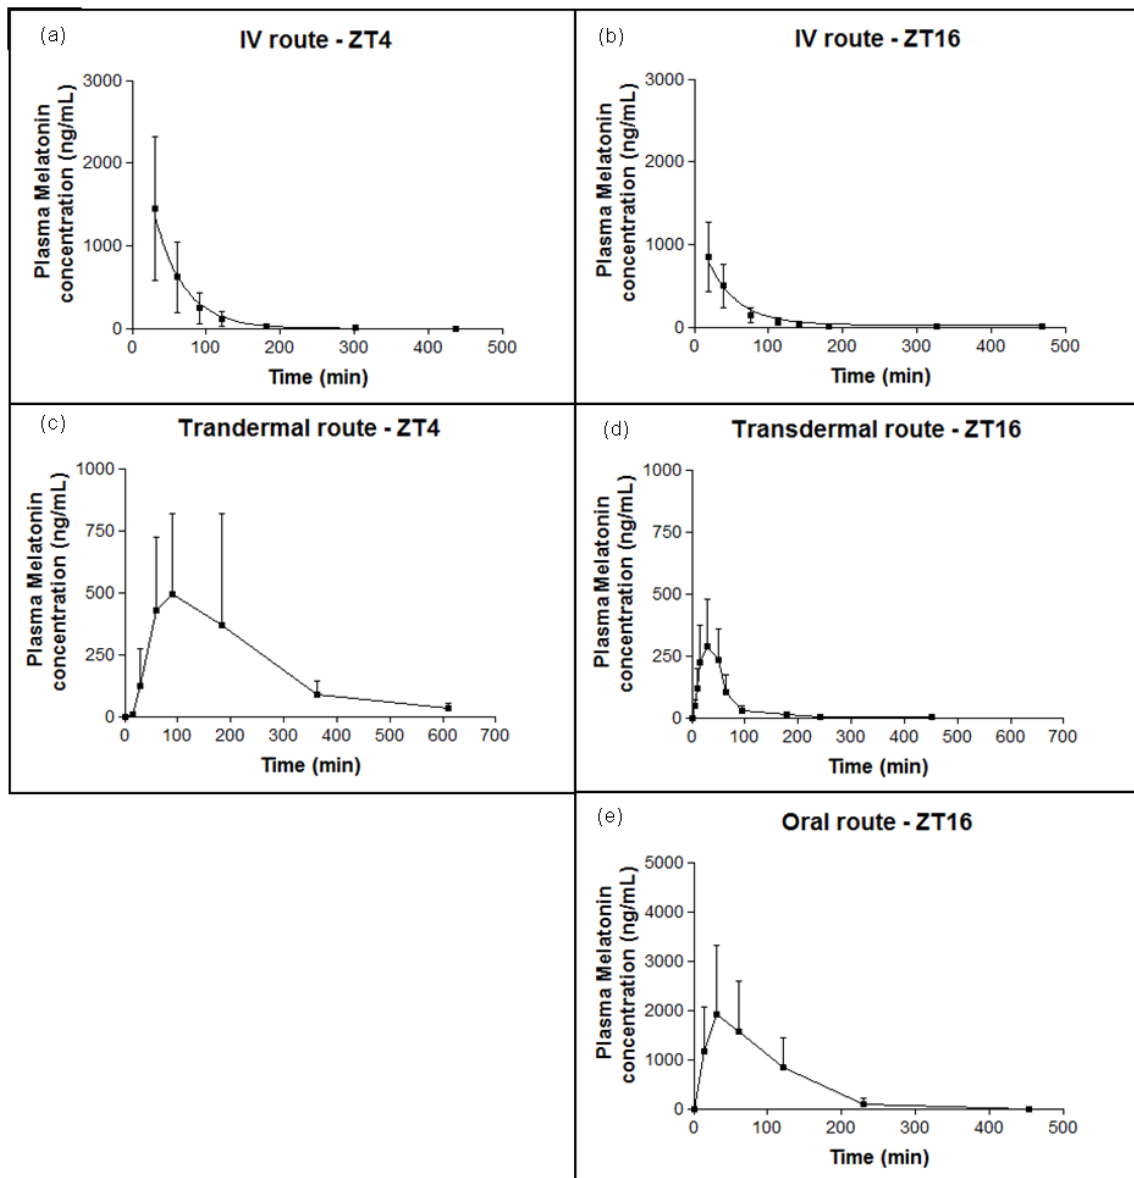 (a)
IV route - ZT4
Plasma Melatonin
concentration (ng/mL)
3000
2000
1000
0
0 100 200 300 400 500
Time (min)
(b)
IV route - ZT16
Plasma Melatonin
concentration (ng/mL)
3000
2000
1000
0
0 100 200 300 400 500
Time (min)
(c)
Trandermal route - ZT4
Plasma Melatonin
concentration (ng/mL)
1000
750
500
250
0
0 100 200 300 400 500 600 700
Time (min)
(d)
Transdermal route - ZT16
Plasma Melatonin
concentration (ng/mL)
1000
750
500
250
0
0 100 200 300 400 500 600 700
Time (min)
(e)
Oral route - ZT16
Plasma Melatonin
concentration (ng/mL)
5000
4000
3000
2000
1000
0
0 100 200 300 400 500
Time (min)